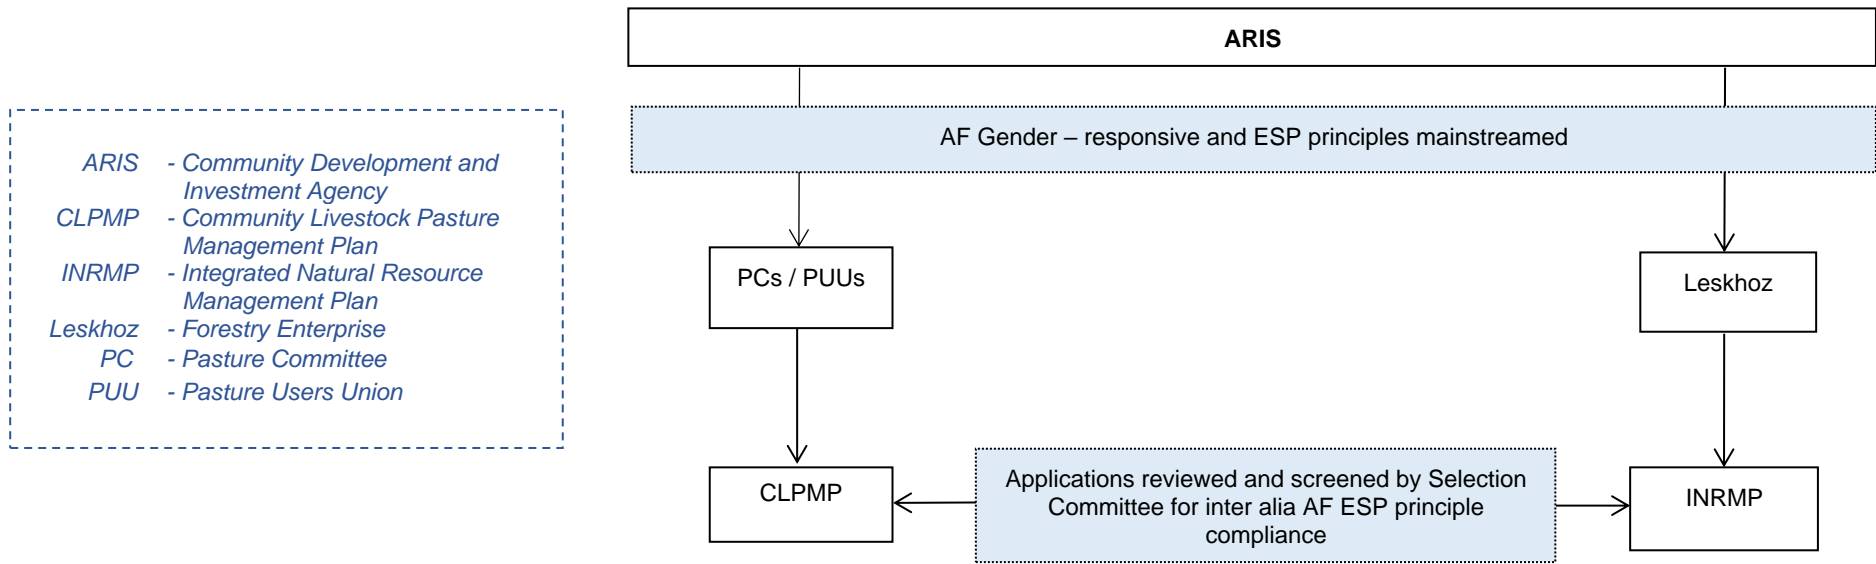 ARIS
AF Gender – responsive and ESP principles mainstreamed
ARIS - Community Development and
Investment Agency
CLPMP - Community Livestock Pasture
Management Plan
INRMP - Integrated Natural Resource
Management Plan
Leskhoz - Forestry Enterprise
PC - Pasture Committee
PUU - Pasture Users Union
PCs / PUUs
Leskhoz
CLPMP
Applications reviewed and screened by Selection
Committee for inter alia AF ESP principle
compliance
INRMP